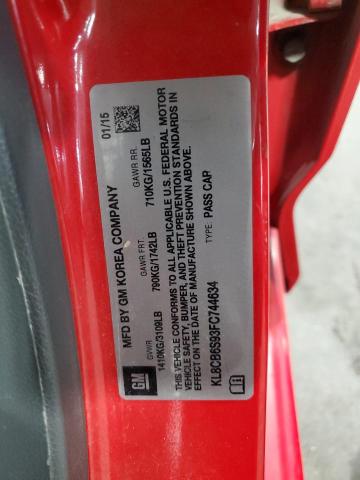 GM
MFD BY GM KOREA COMPANY 01/15
GVWR GAWR FRT. GAWR RR.
1410KG/3109LB 790KG/1742LB 710KG/1565LB
THIS VEHICLE CONFORMS TO ALL APPLICABLE U.S. FEDERAL MOTOR
VEHICLE SAFETY, BUMPER, AND THEFT PREVENTION STANDARDS IN
EFFECT ON THE DATE OF MANUFACTURE SHOWN ABOVE.
KL8CB6S93FC744634 TYPE: PASS CAP